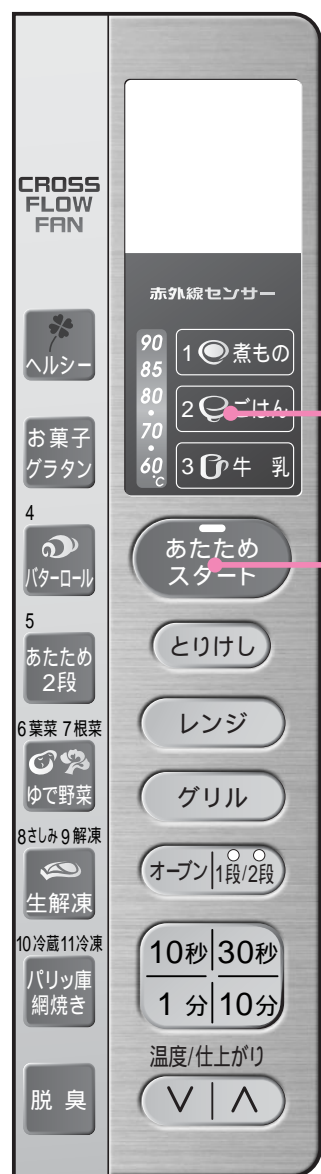 CROSS
FLOW
FAN
赤外線センサー
90
85
80
・
70
・
60
℃
1 煮もの
2 ごはん
3 牛 乳
ヘルシー
お菓子
グラタン
4
バターロール
5
あたため
2段
6葉菜 7根菜
ゆで野菜
8さしみ 9解凍
生解凍
10冷蔵11冷凍
パリッ庫
網焼き
脱 臭
あたため
スタート
とりけし
レンジ
グリル
オーブン 1段/2段
10秒 30秒
1 分 10分
温度/仕上がり